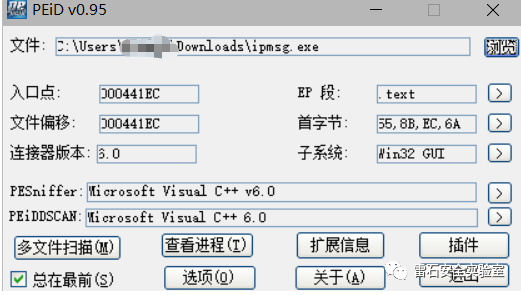 PEiD v0.95
文件: C:\Users\ \Downloads\ipmsg.exe 预览
入口点: 000441EC EP 段: .text >
文件偏移: 000441EC 首字节: 55,8B,EC,6A >
连接器版本: 6.0 子系统: Win32 GUI >
PESniffer: Microsoft Visual C++ v6.0 >
PEiDDSCAN: Microsoft Visual C++ 6.0 >
多文件扫描(M) 查看进程(T) 扩展信息 插件
总在最前(S) 选项(O) 关于(A) 退出
雷石安全实验室